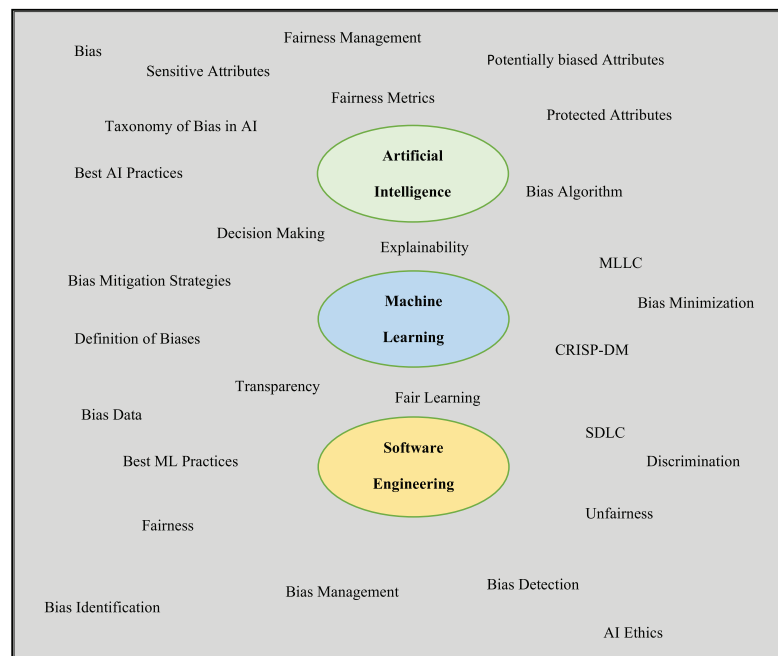 Fairness Management
Bias
Potentially biased Attributes
Sensitive Attributes
Fairness Metrics
Protected Attributes
Taxonomy of Bias in AI
Artificial
Intelligence
Best AI Practices
Bias Algorithm
Decision Making
Explainability
MLLC
Bias Mitigation Strategies
Machine
Learning
Bias Minimization
Definition of Biases
CRISP-DM
Transparency
Fair Learning
Bias Data
SDLC
Software
Engineering
Best ML Practices
Discrimination
Unfairness
Fairness
Bias Detection
Bias Management
Bias Identification
AI Ethics